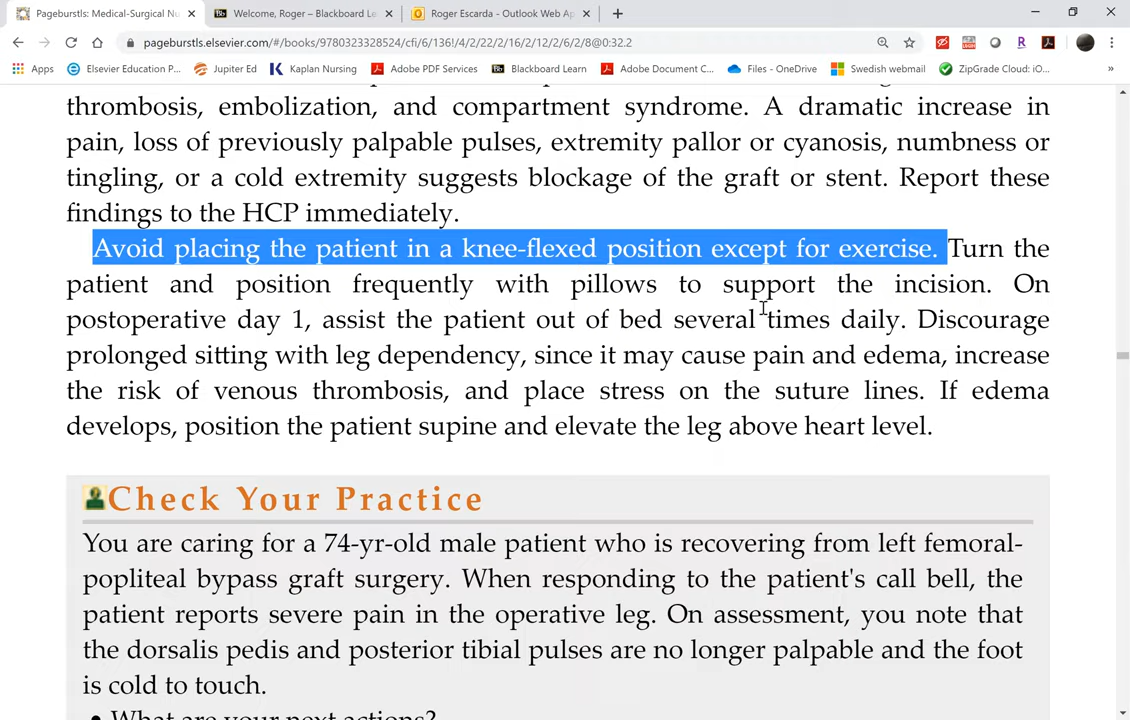 Pageburstls: Medical-Surgical Nu
Welcome, Roger – Blackboard Le
Roger Escarda - Outlook Web Ap
pageburstls.elsevier.com/#/books/9780323328524/cfi/6/136!/4/2/22/2/16/2/12/2/6/2/8@0:32.2
Apps
Elsevier Education P...
Jupiter Ed
Kaplan Nursing
Adobe PDF Services
Blackboard Learn
Adobe Document C...
Files - OneDrive
Swedish webmail
ZipGrade Cloud: iO...
»
thrombosis, embolization, and compartment syndrome. A dramatic increase in
pain, loss of previously palpable pulses, extremity pallor or cyanosis, numbness or
tingling, or a cold extremity suggests blockage of the graft or stent. Report these
findings to the HCP immediately.
Avoid placing the patient in a knee-flexed position except for exercise. Turn the
patient and position frequently with pillows to support the incision. On
postoperative day 1, assist the patient out of bed several times daily. Discourage
prolonged sitting with leg dependency, since it may cause pain and edema, increase
the risk of venous thrombosis, and place stress on the suture lines. If edema
develops, position the patient supine and elevate the leg above heart level.
Check Your Practice
You are caring for a 74-yr-old male patient who is recovering from left femoral-
popliteal bypass graft surgery. When responding to the patient's call bell, the
patient reports severe pain in the operative leg. On assessment, you note that
the dorsalis pedis and posterior tibial pulses are no longer palpable and the foot
is cold to touch.
• What are your next actions?